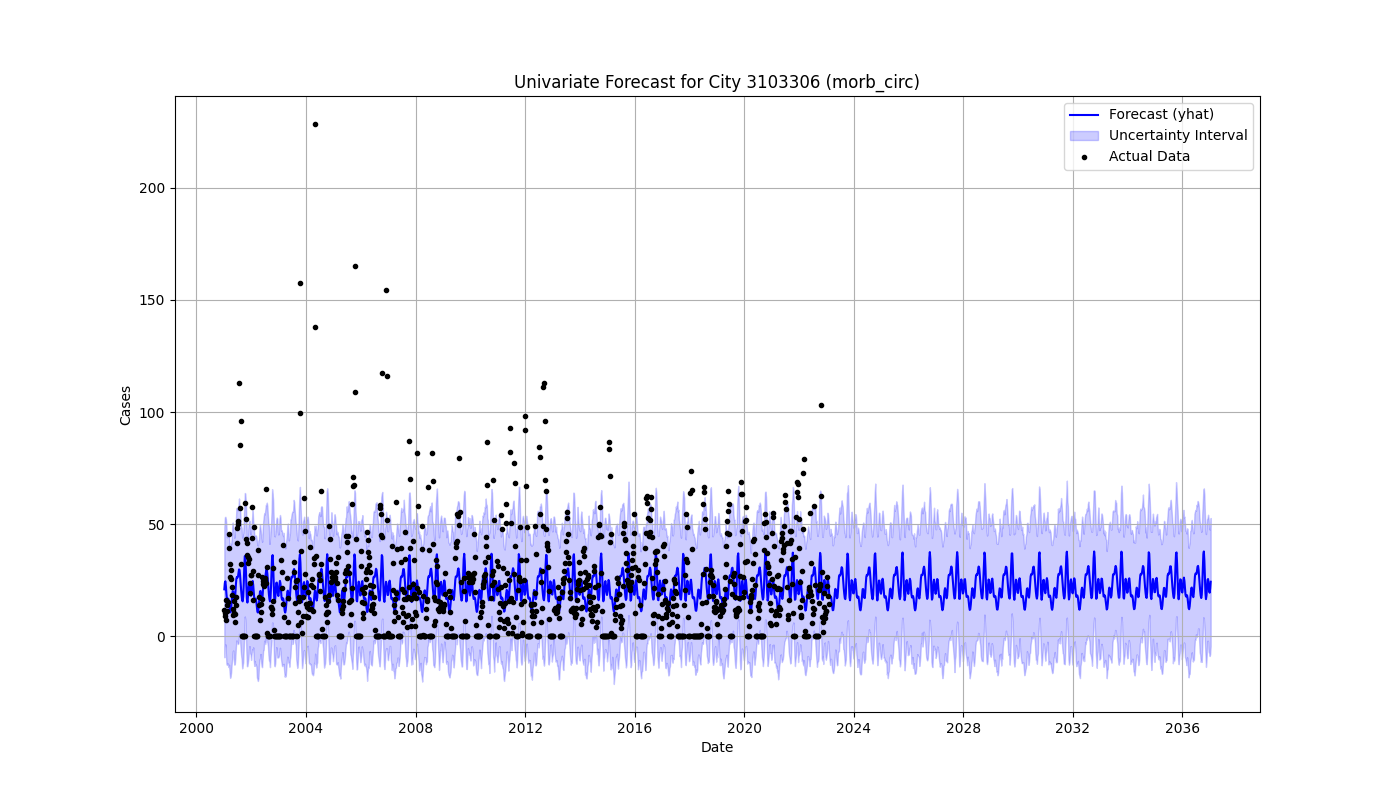 Univariate Forecast for City 3103306 (morb_circ)
Forecast (yhat)
Uncertainty Interval
Actual Data
Cases
200
150
100
50
0
2000 2004 2008 2012 2016 2020 2024 2028 2032 2036
Date